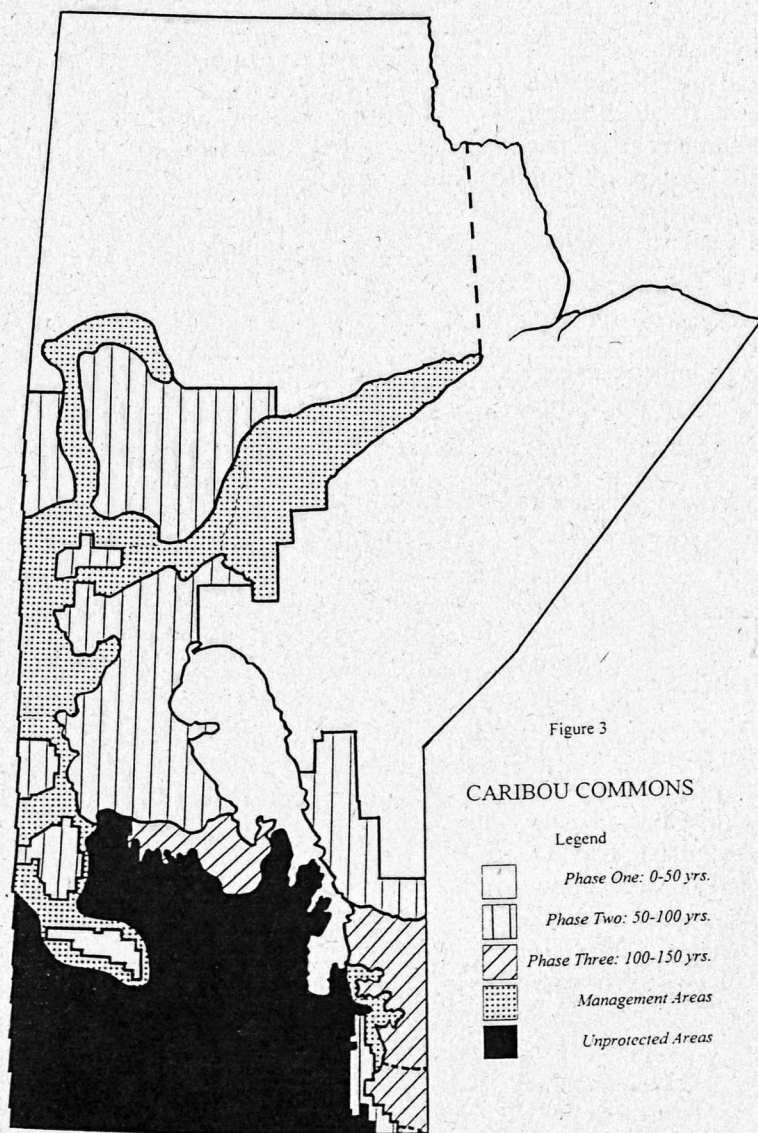 Figure 3
CARIBOU COMMONS
Legend
Phase One: 0-50 yrs.
Phase Two: 50-100 yrs.
Phase Three: 100-150 yrs.
Management Areas
Unprotected Areas